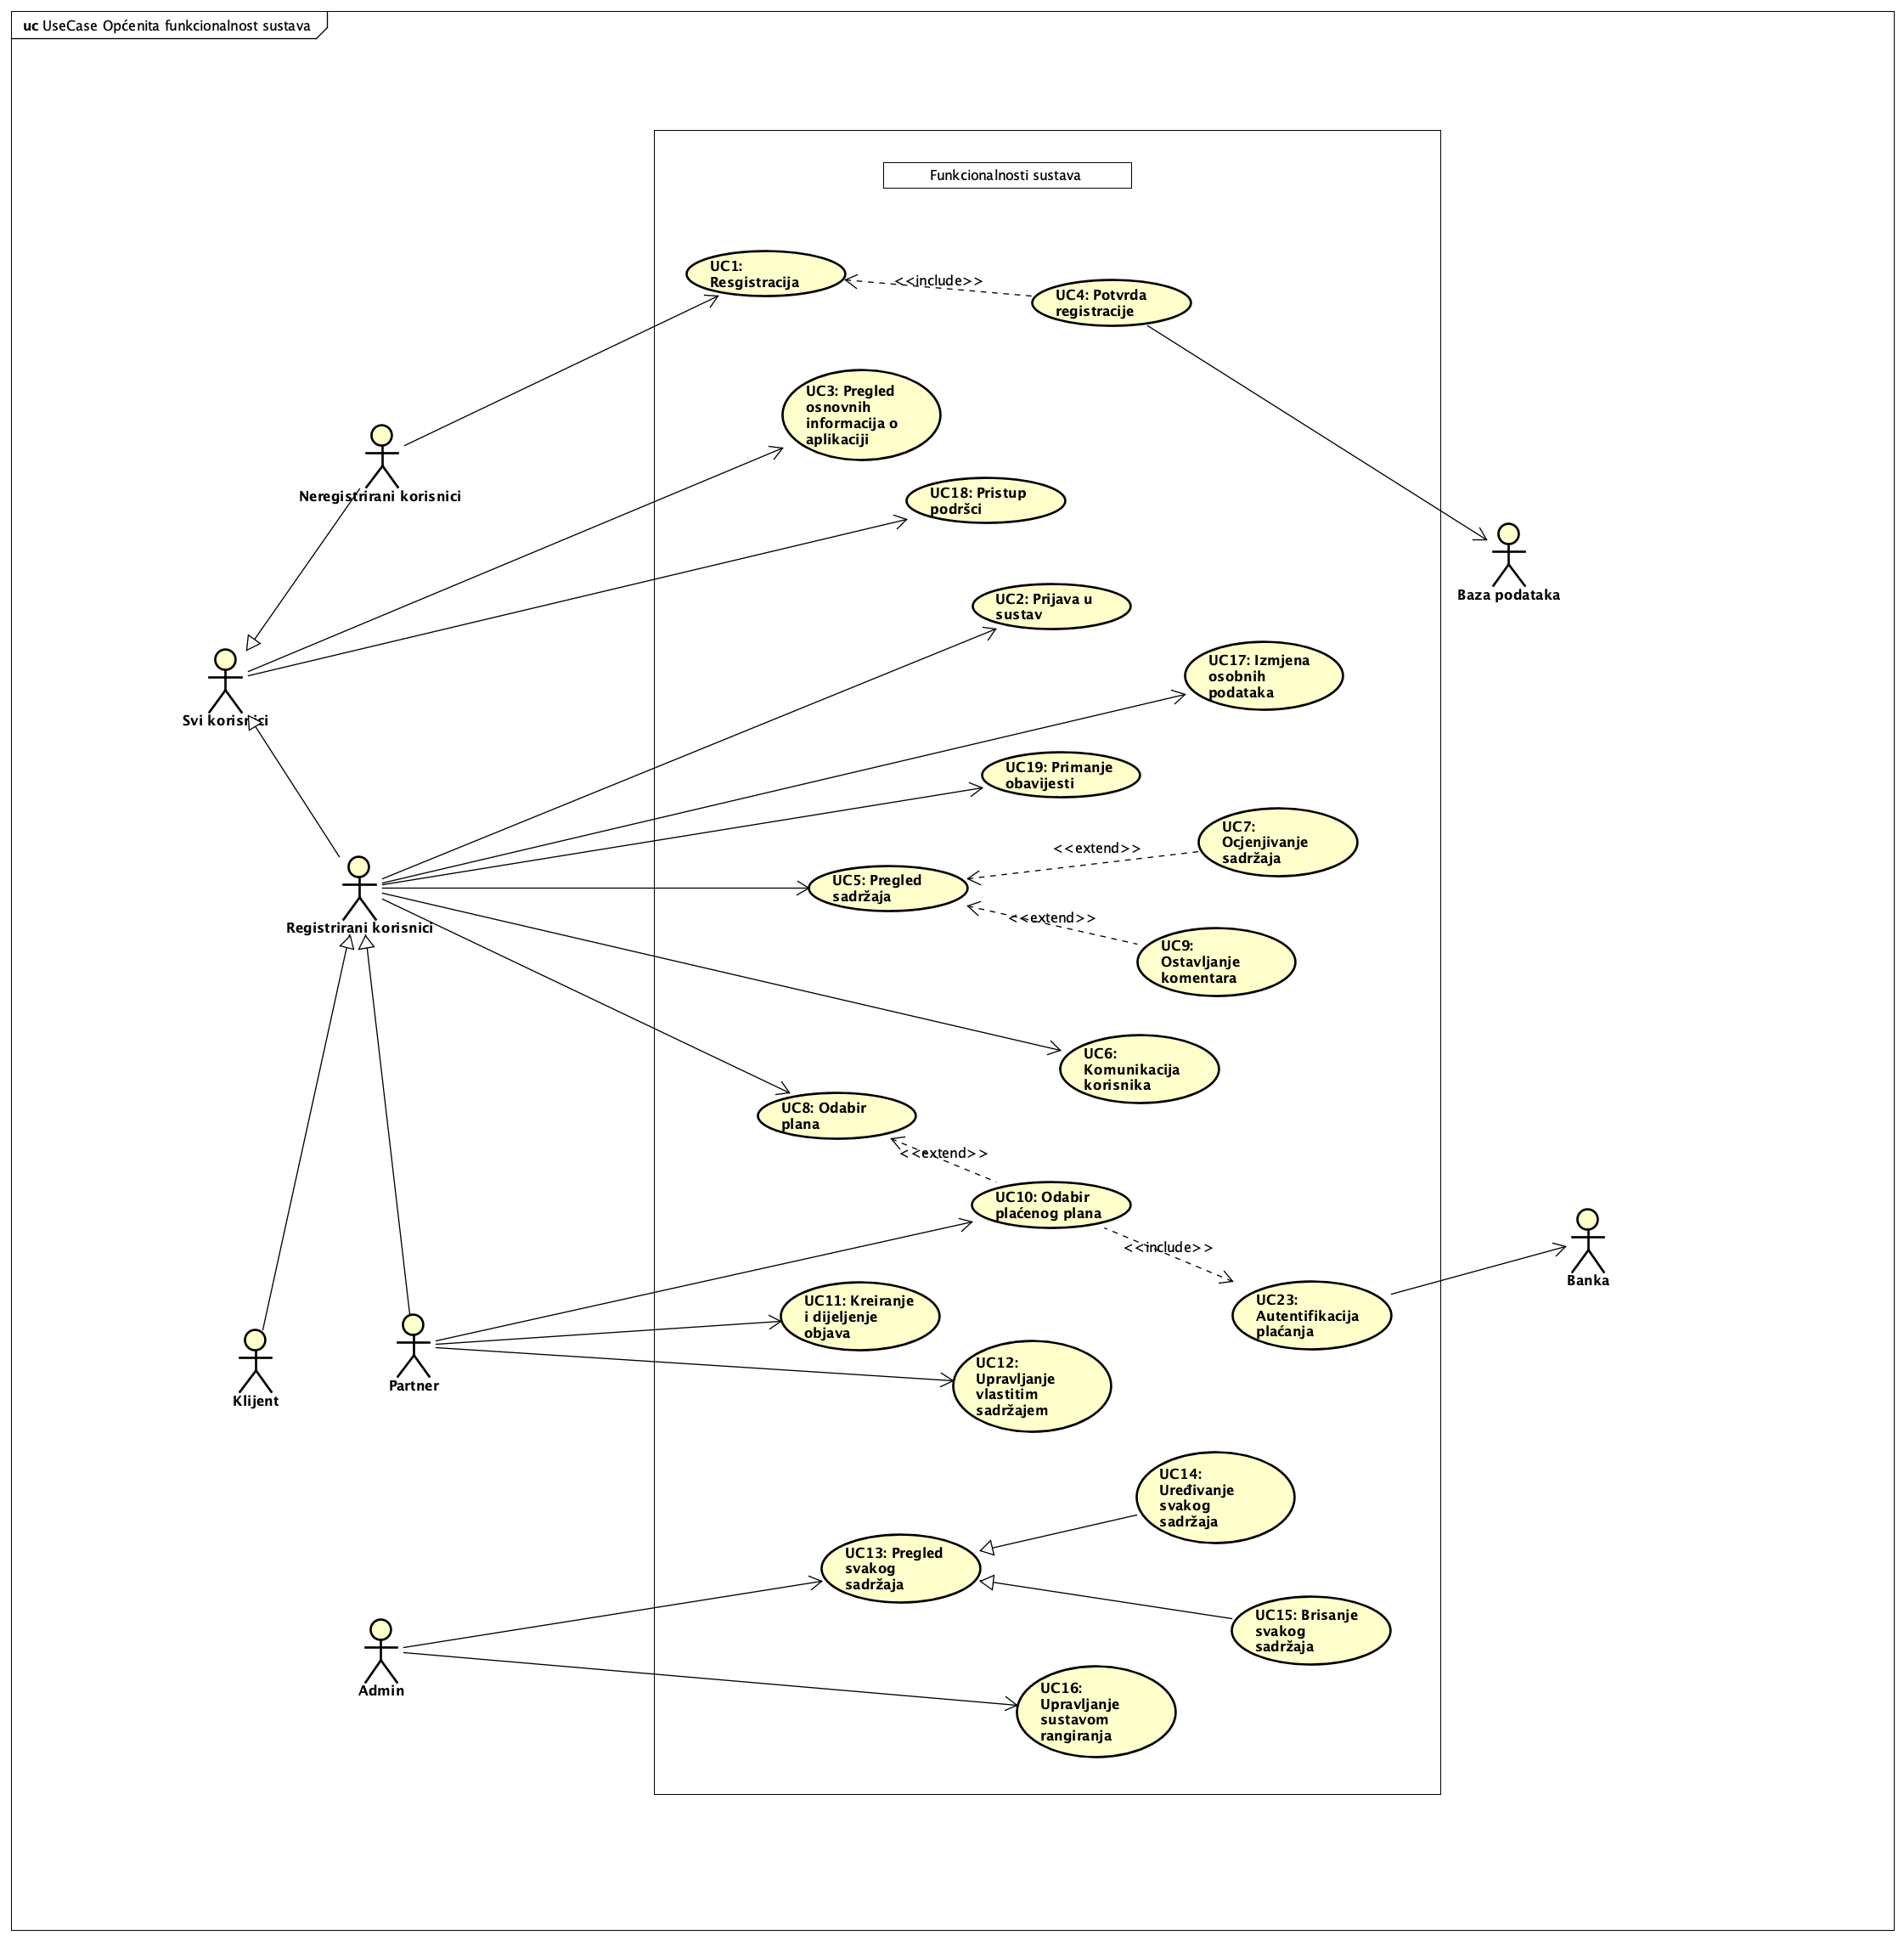 uc UseCase Općenita funkcionalnost sustava
Funkcionalnosti sustava
UC1:
Resgistracija
<<include>>
UC4: Potvrda
registracije
UC3: Pregled
osnovnih
informacija o
aplikaciji
Neregistrirani korisnici
UC18: Pristup
podršci
Baza podataka
UC2: Prijava u
sustav
UC17: Izmjena
osobnih
podataka
Svi korisnici
UC19: Primanje
obavijesti
UC7:
Ocjenjivanje
sadržaja
<<extend>>
UC5: Pregled
sadržaja
Registrirani korisnici
<<extend>>
UC9:
Ostavljanje
komentara
UC6:
Komunikacija
korisnika
UC8: Odabir
plana
<<extend>>
UC10: Odabir
plaćenog plana
<<include>>
Banka
UC11: Kreiranje
i dijeljenje
objava
UC23:
Autentifikacija
plaćanja
Klijent
Partner
UC12:
Upravljanje
vlastitim
sadržajem
UC14:
Uređivanje
svakog
sadržaja
UC13: Pregled
svakog
sadržaja
UC15: Brisanje
svakog
sadržaja
Admin
UC16:
Upravljanje
sustavom
rangiranja